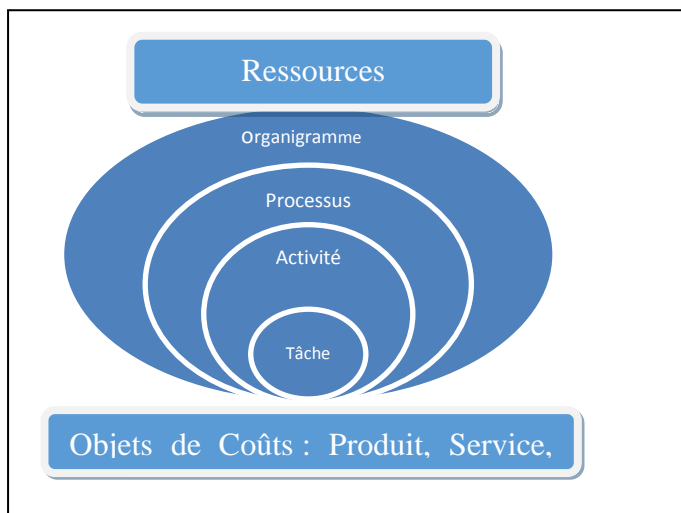 Ressources
Organigramme
Processus
Activité
Tâche
Objets de Coûts : Produit, Service,